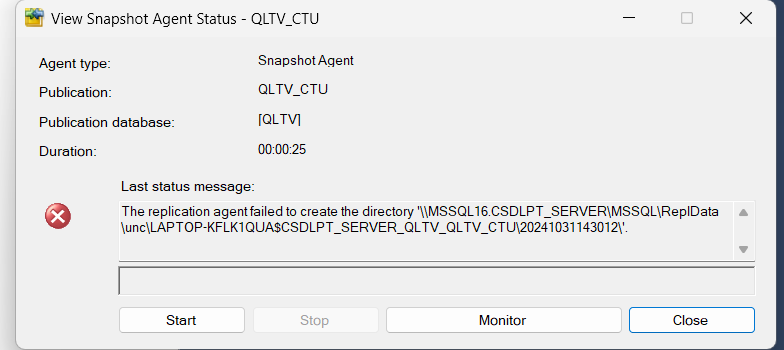 View Snapshot Agent Status - QLTV_CTU
Agent type: Snapshot Agent
Publication: QLTV_CTU
Publication database: [QLTV]
Duration: 00:00:25
Last status message:
The replication agent failed to create the directory '\\MSSQL16.CSDLPT_SERVER\MSSQL\ReplData
\unc\LAPTOP-KFLK1QUA$CSDLPT_SERVER_QLTV_QLTV_CTU\20241031143012\'.
Start Stop Monitor Close